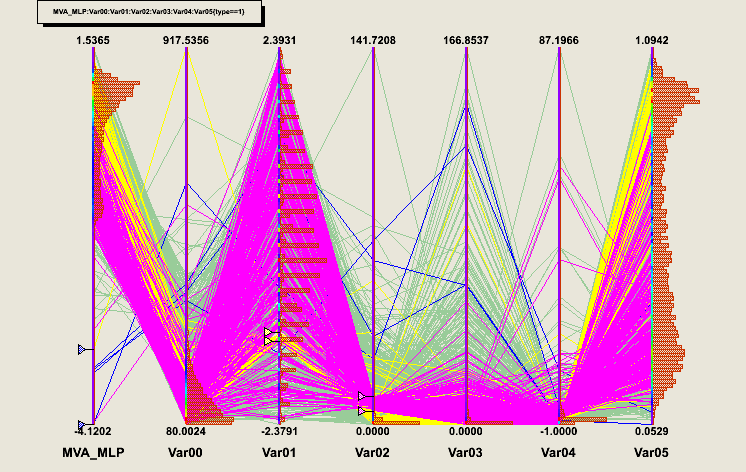 MVA_MLP:Var00:Var01:Var02:Var03:Var04:Var05{type==1}
1.5365 917.5356 2.3931 141.7208 166.8537 87.1966 1.0942
-4.1202 80.0024 -2.3791 0.0000 0.0000 -1.0000 0.0529
MVA_MLP Var00 Var01 Var02 Var03 Var04 Var05